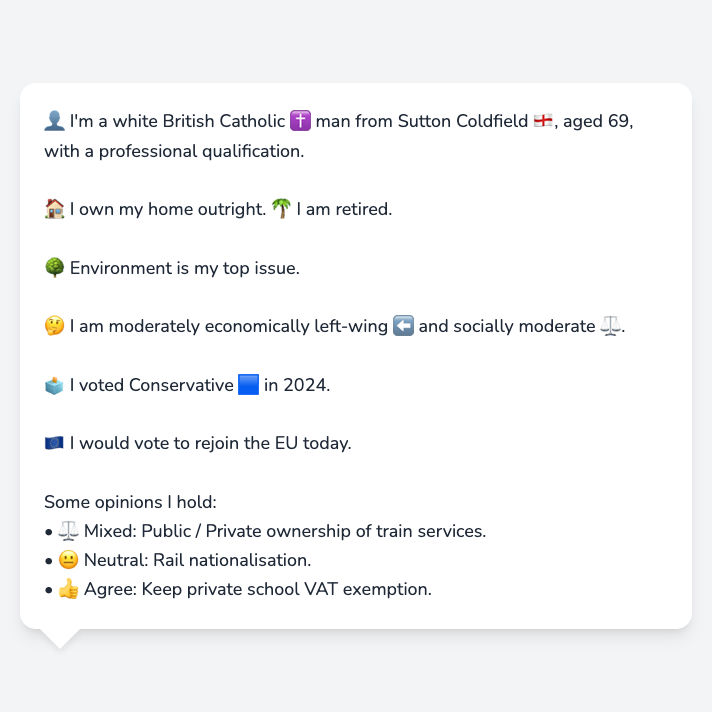 👤 I'm a white British Catholic ✝️ man from Sutton Coldfield 🏴󠁧󠁢󠁥󠁮󠁧󠁿, aged 69,
with a professional qualification.
🏠 I own my home outright. 🌴 I am retired.
🌳 Environment is my top issue.
🤔 I am moderately economically left-wing ⬅️ and socially moderate ⚖️.
🗳️ I voted Conservative 🟦 in 2024.
🇪🇺 I would vote to rejoin the EU today.
Some opinions I hold:
• ⚖️ Mixed: Public / Private ownership of train services.
• 😐 Neutral: Rail nationalisation.
• 👍 Agree: Keep private school VAT exemption.